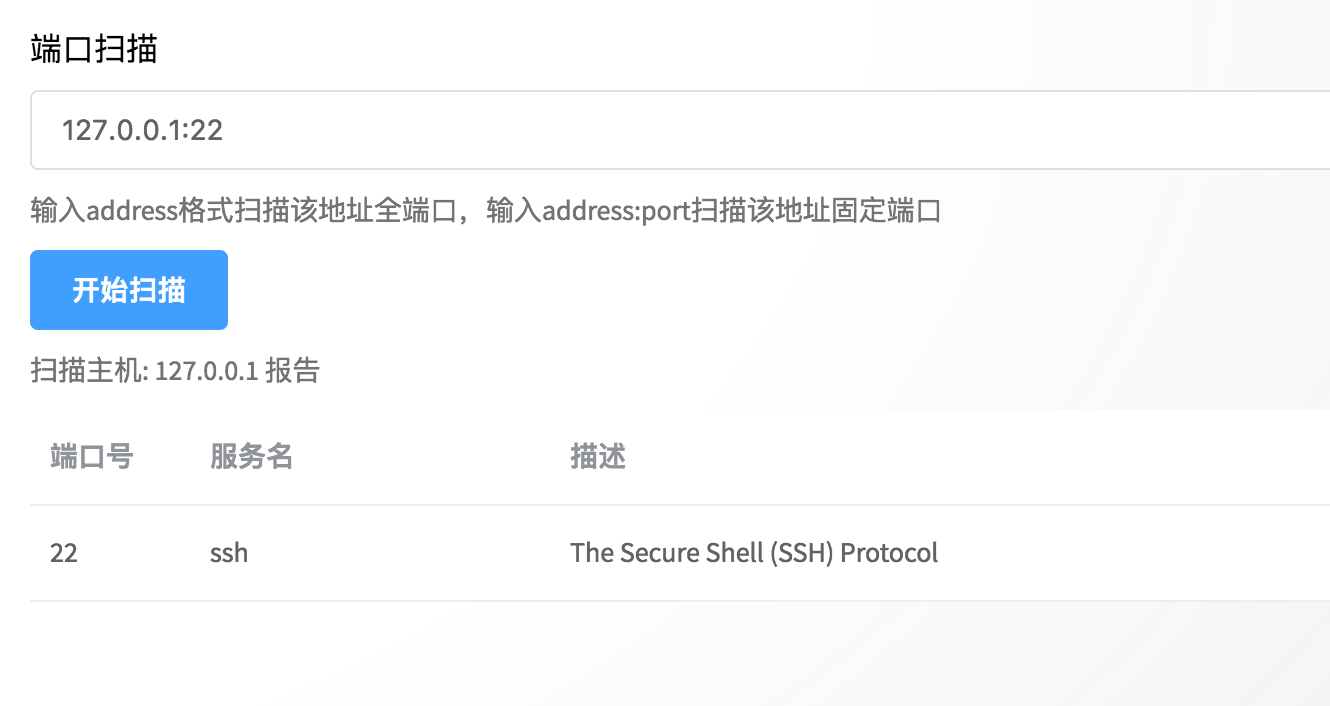 端口扫描
127.0.0.1:22
输入address格式扫描该地址全端口，输入address:port扫描该地址固定端口
开始扫描
扫描主机: 127.0.0.1 报告
端口号 服务名 描述
22 ssh The Secure Shell (SSH) Protocol